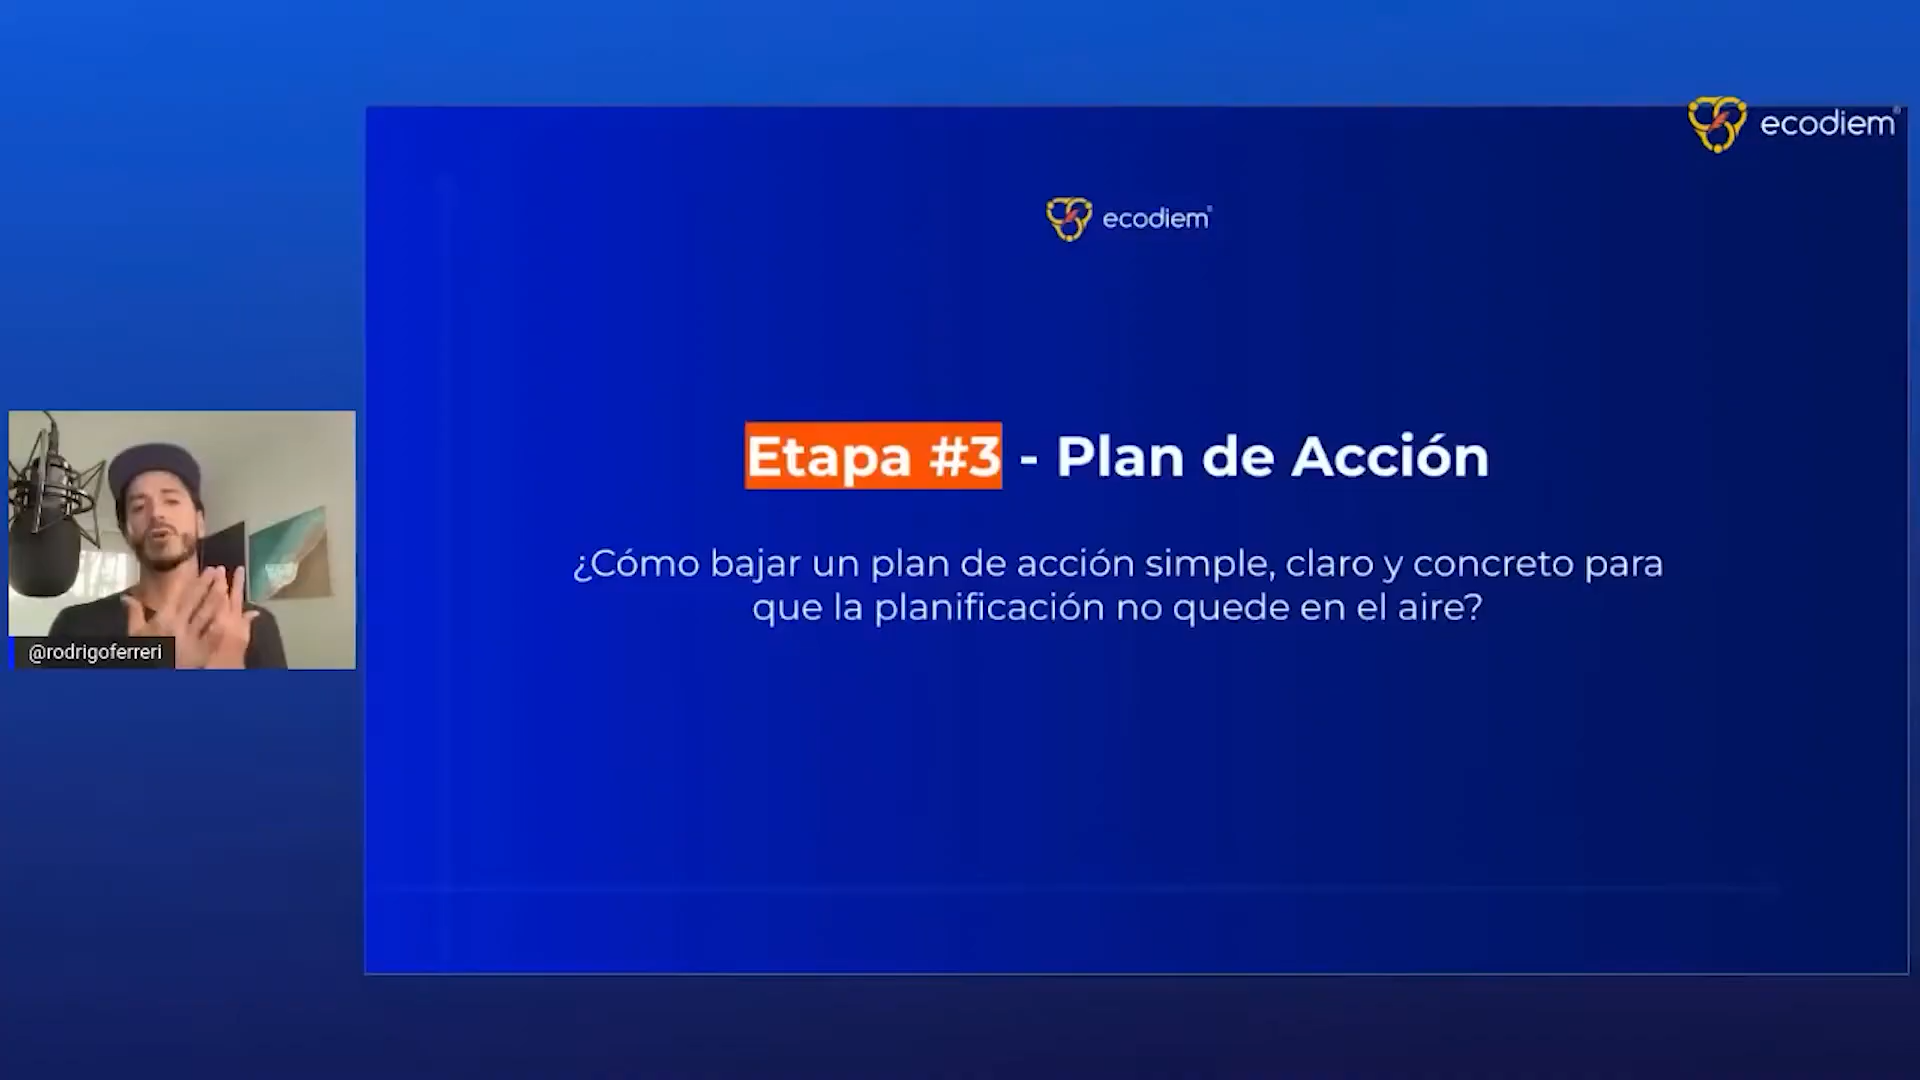 ecodiem
ecodiem
Etapa #3 - Plan de Acción
¿Cómo bajar un plan de acción simple, claro y concreto para
que la planificación no quede en el aire?
@rodrigoferreri